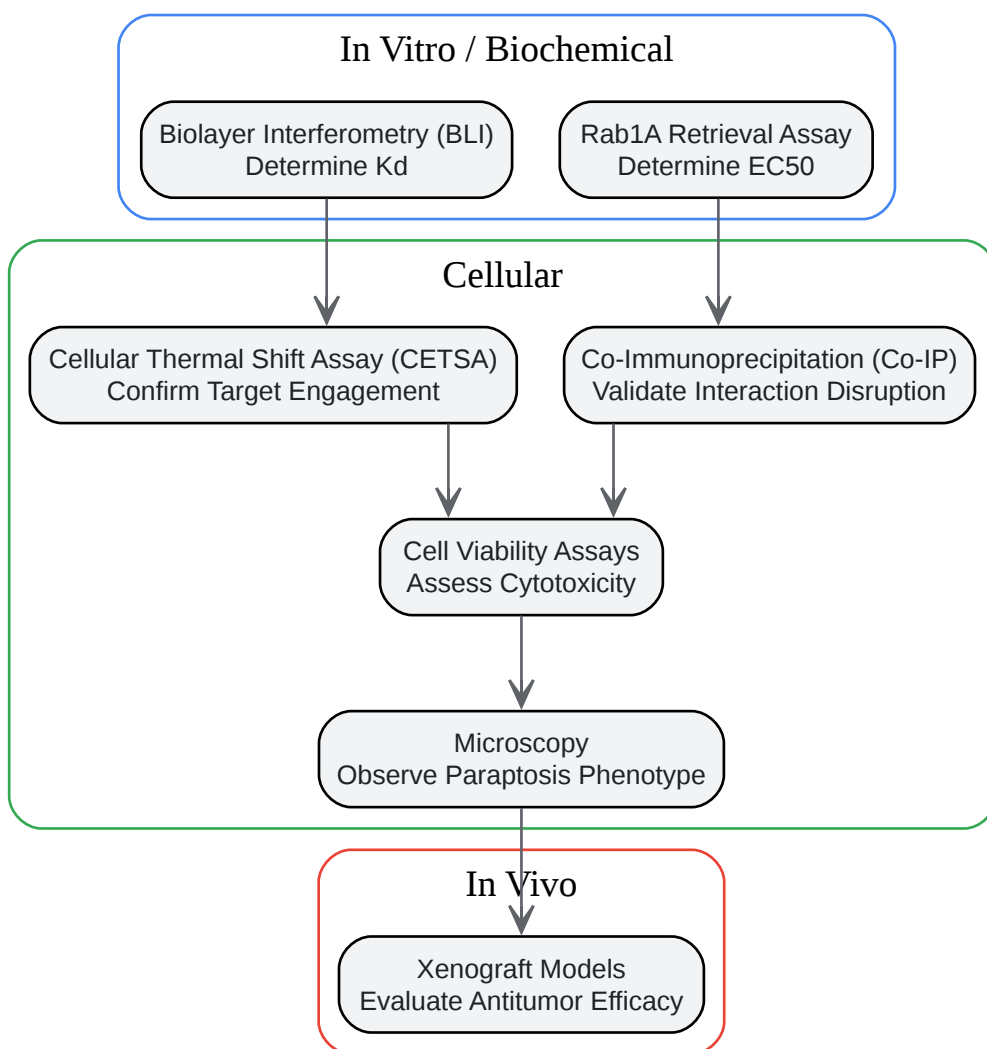 In Vitro / Biochemical
Biolayer Interferometry (BLI)
Determine Kd
Rab1A Retrieval Assay
Determine EC50
Cellular
Cellular Thermal Shift Assay (CETSA)
Confirm Target Engagement
Co-Immunoprecipitation (Co-IP)
Validate Interaction Disruption
Cell Viability Assays
Assess Cytotoxicity
Microscopy
Observe Paraptosis Phenotype
In Vivo
Xenograft Models
Evaluate Antitumor Efficacy